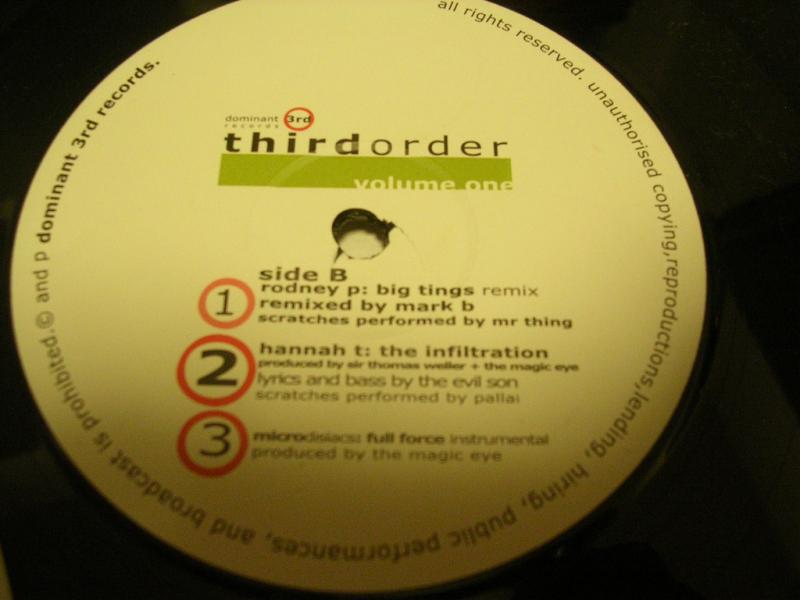 dominant 3rd
records
thirdorder
volume one
side B
1
rodney p: big tings remix
remixed by mark b
scratches performed by mr thing
2
hannah t: the infiltration
produced by sir thomas weller + the magic eye
lyrics and bass by the evil son
scratches performed by pallai
3
microdisiacs: full force instrumental
produced by the magic eye
all rights reserved. unauthorised copying,reproductions,lending, hiring, public performances, and broadcast is prohibited.© and p dominant 3rd records.